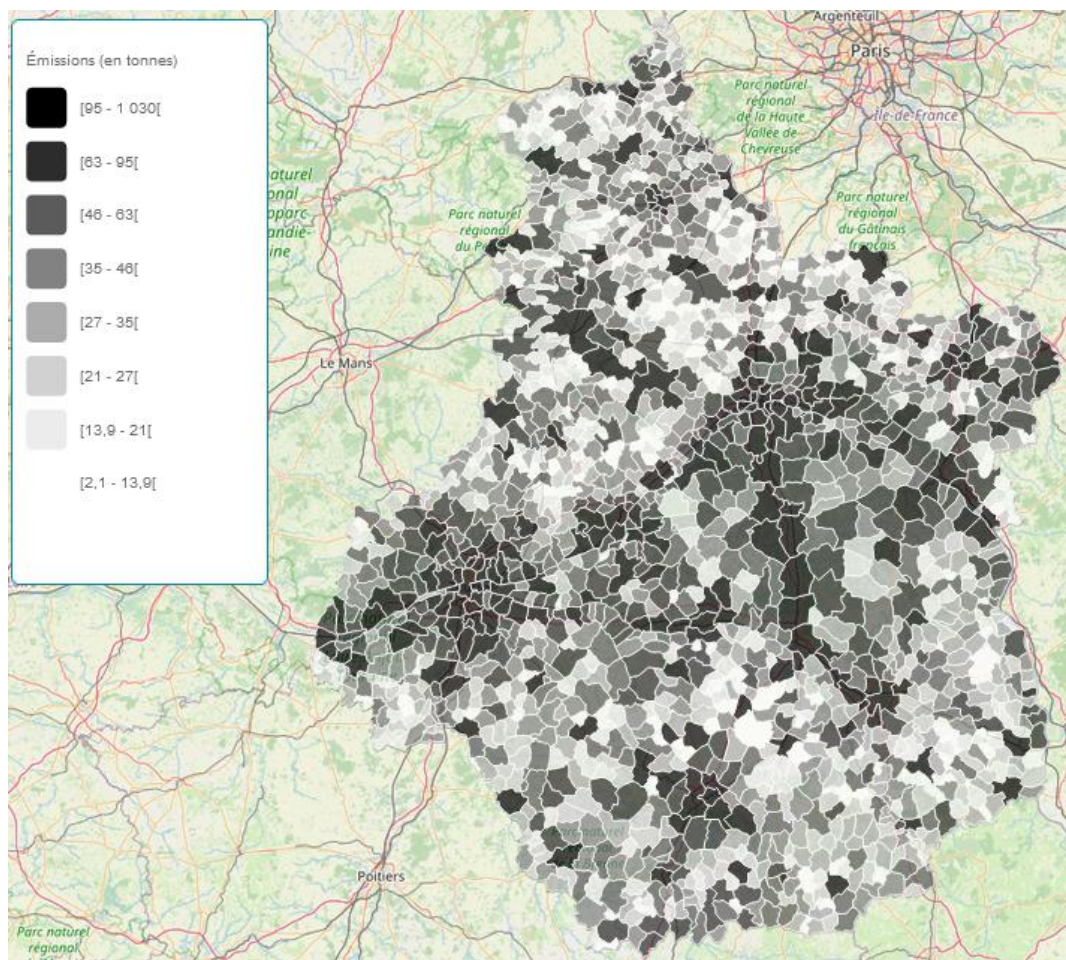 Émissions (en tonnes)
[95 - 1 030[
[63 - 95[
[46 - 63[
[35 - 46[
[27 - 35[
[21 - 27[
[13,9 - 21[
[2,1 - 13,9[
Argenteuil
Paris
Île-de-France
Parc naturel
régional
de la Haute
Vallée de
Chevreuse
Parc naturel
régional
du Gâtinais
français
Parc naturel
régional
Le Mans
Poitiers
Parc naturel
Parc naturel
régional